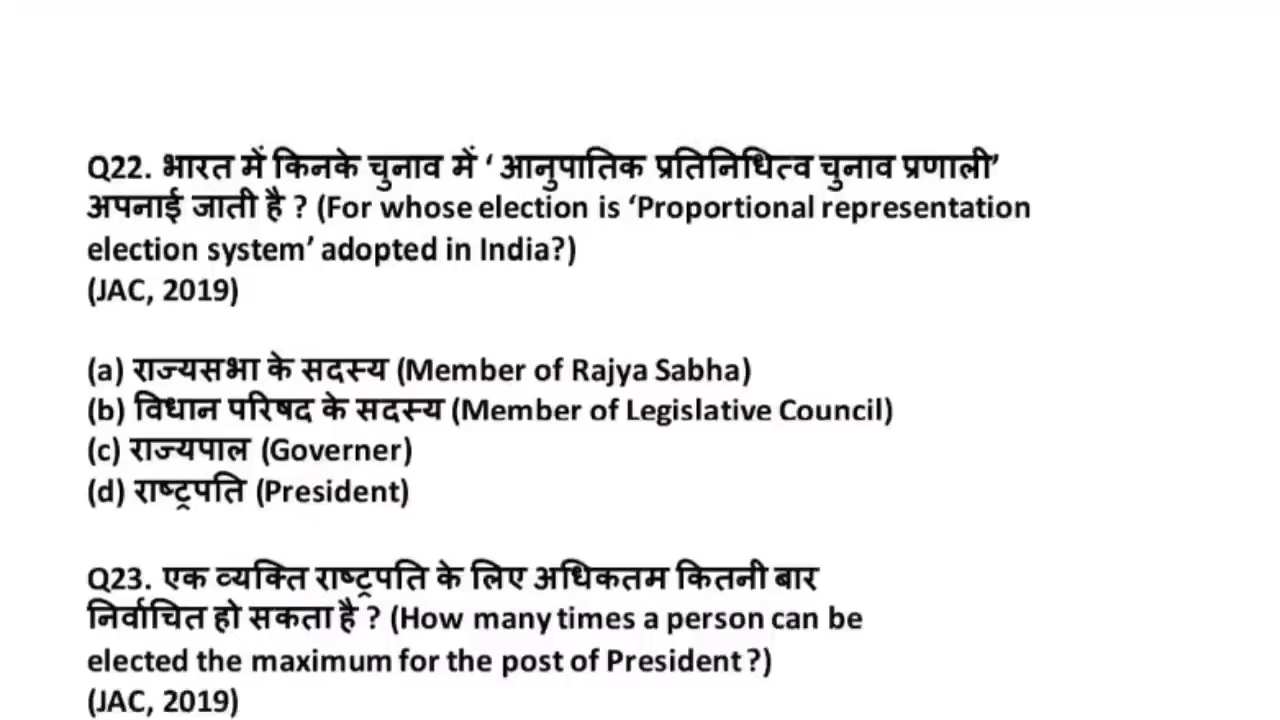 Q22. भारत में किनके चुनाव में ‘ आनुपातिक प्रतिनिधित्व चुनाव प्रणाली’
अपनाई जाती है ? (For whose election is ‘Proportional representation
election system’ adopted in India?)
(JAC, 2019)
(a) राज्यसभा के सदस्य (Member of Rajya Sabha)
(b) विधान परिषद के सदस्य (Member of Legislative Council)
(c) राज्यपाल (Governer)
(d) राष्ट्रपति (President)
Q23. एक व्यक्ति राष्ट्रपति के लिए अधिकतम कितनी बार
निर्वाचित हो सकता है ? (How many times a person can be
elected the maximum for the post of President ?)
(JAC, 2019)